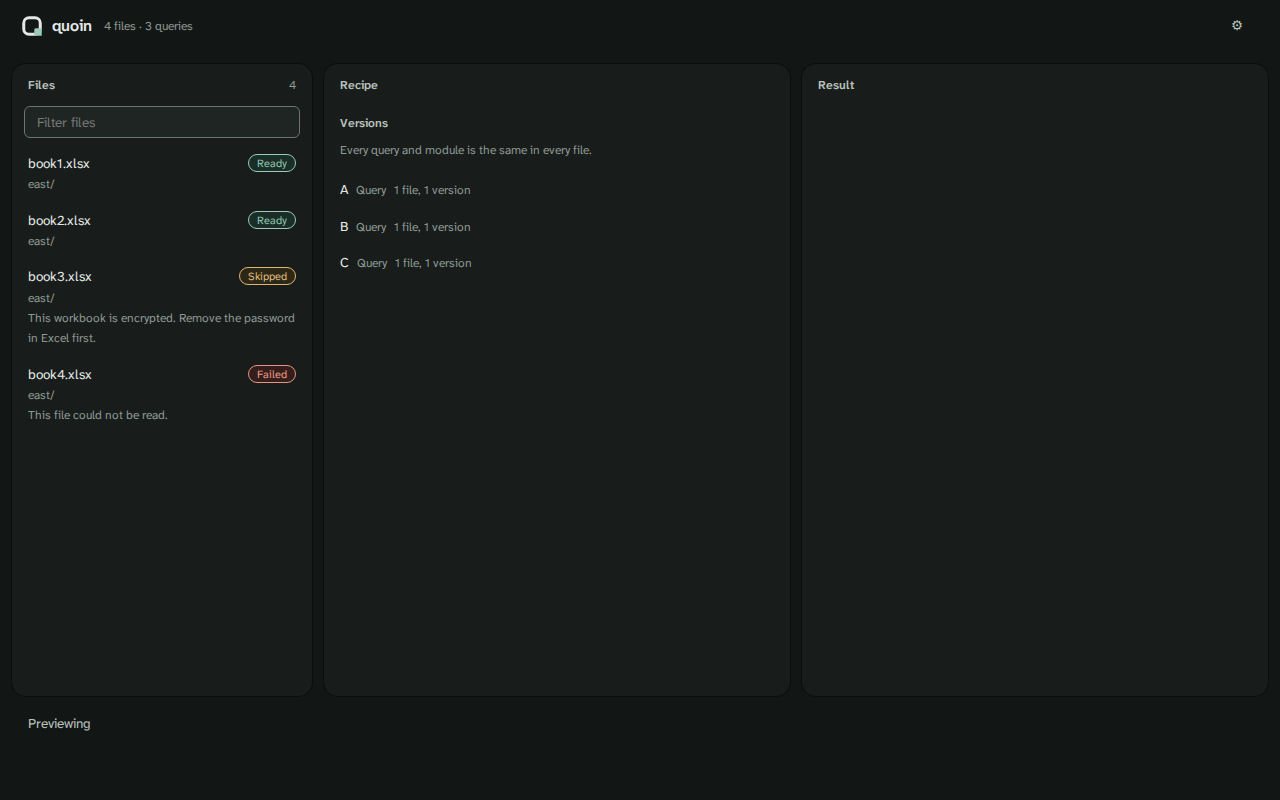 quoin 4 files · 3 queries
Files 4
Filter files
book1.xlsx Ready
east/
book2.xlsx Ready
east/
book3.xlsx Skipped
east/
This workbook is encrypted. Remove the password
in Excel first.
book4.xlsx Failed
east/
This file could not be read.
Recipe
Versions
Every query and module is the same in every file.
A Query 1 file, 1 version
B Query 1 file, 1 version
C Query 1 file, 1 version
Result
Previewing